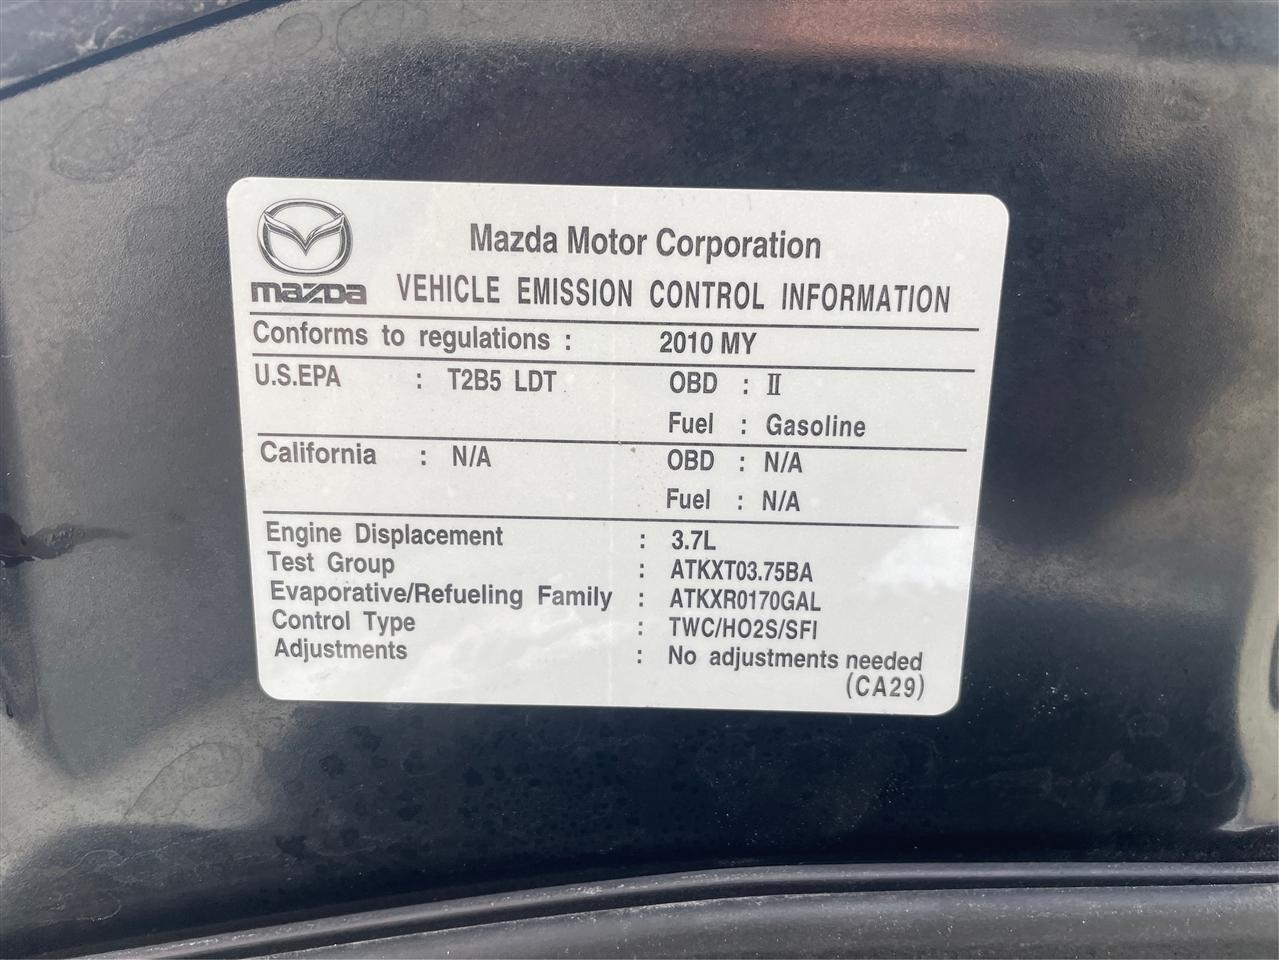 Mazda Motor Corporation
mazda VEHICLE EMISSION CONTROL INFORMATION
Conforms to regulations : 2010 MY
U.S.EPA : T2B5 LDT OBD : II
Fuel : Gasoline
California : N/A OBD : N/A
Fuel : N/A
Engine Displacement : 3.7L
Test Group : ATKXT03.75BA
Evaporative/Refueling Family : ATKXR0170GAL
Control Type : TWC/HO2S/SFI
Adjustments : No adjustments needed
(CA29)